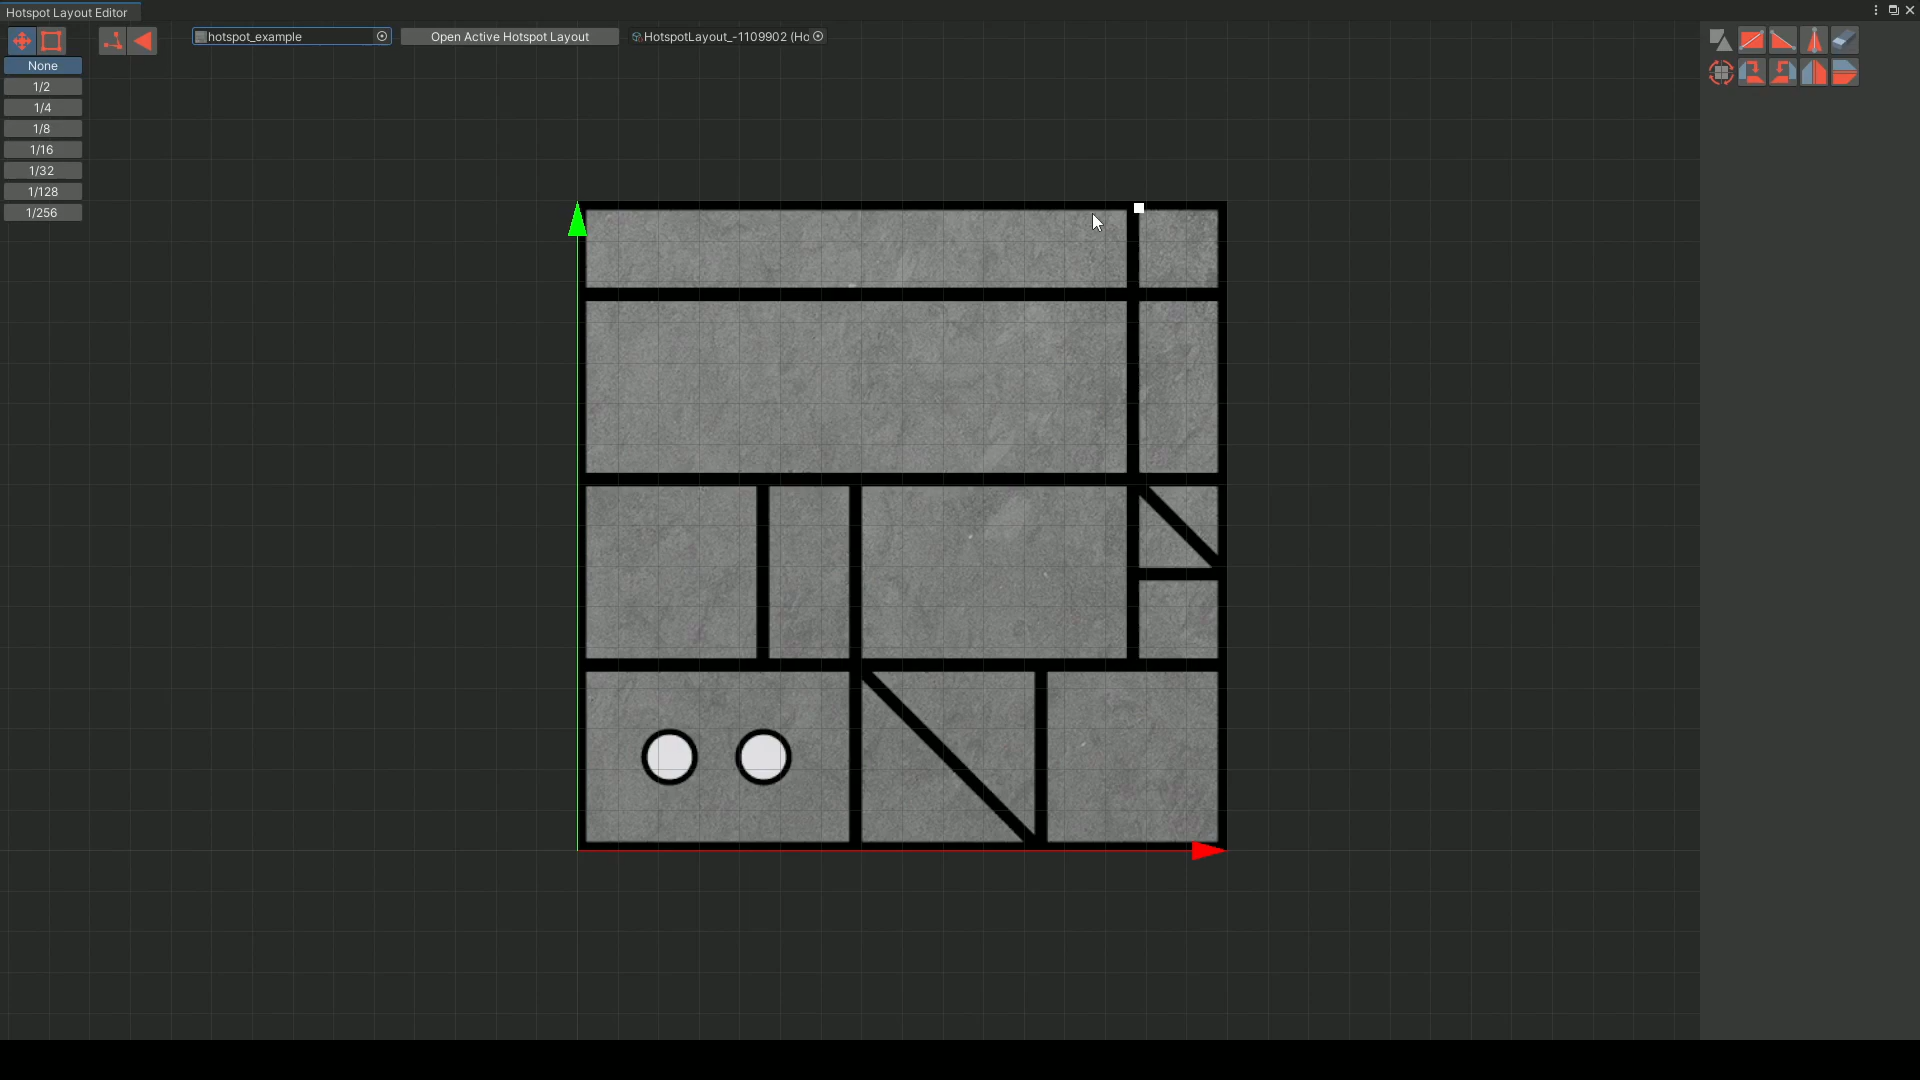 Hotspot Layout Editor
hotspot_example
Open Active Hotspot Layout
HotspotLayout_-1109902 (Ho
None
1/2
1/4
1/8
1/16
1/32
1/128
1/256